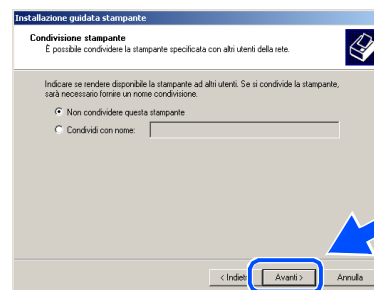 Installazione guidata stampante
Condivisione stampante
È possibile condividere la stampante specificata con altri utenti della rete.
Indicare se rendere disponibile la stampante ad altri utenti. Se si condivide la stampante,
sarà necessario fornire un nome condivisione.
Non condividere questa stampante
Condividi con nome:
< Indietro
Avanti >
Annulla